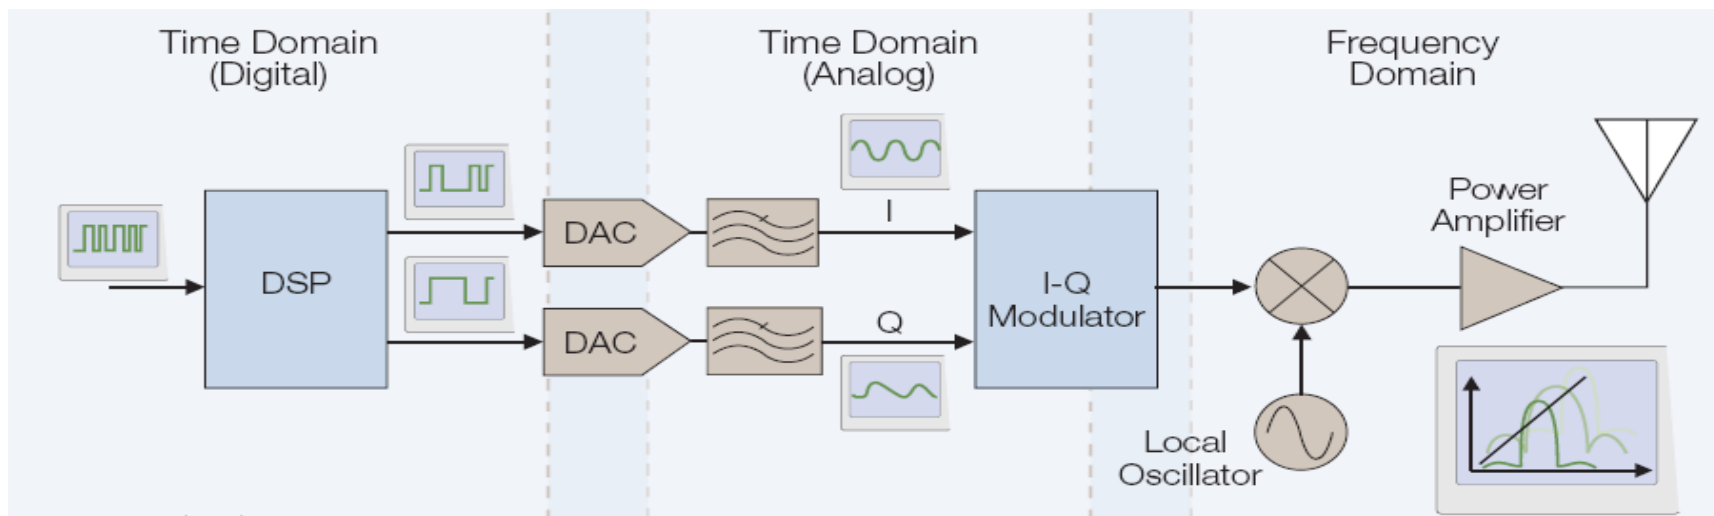 Time Domain
(Digital)
Time Domain
(Analog)
Frequency
Domain
DSP
DAC
DAC
I
Q
I-Q
Modulator
Power
Amplifier
Local
Oscillator